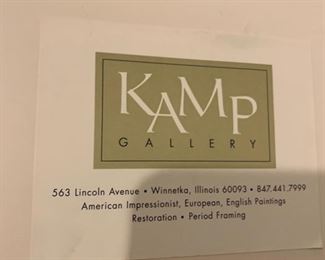 KAMP
GALLERY
563 Lincoln Avenue • Winnetka, Illinois 60093 • 847.441.7999
American Impressionist, European, English Paintings
Restoration • Period Framing